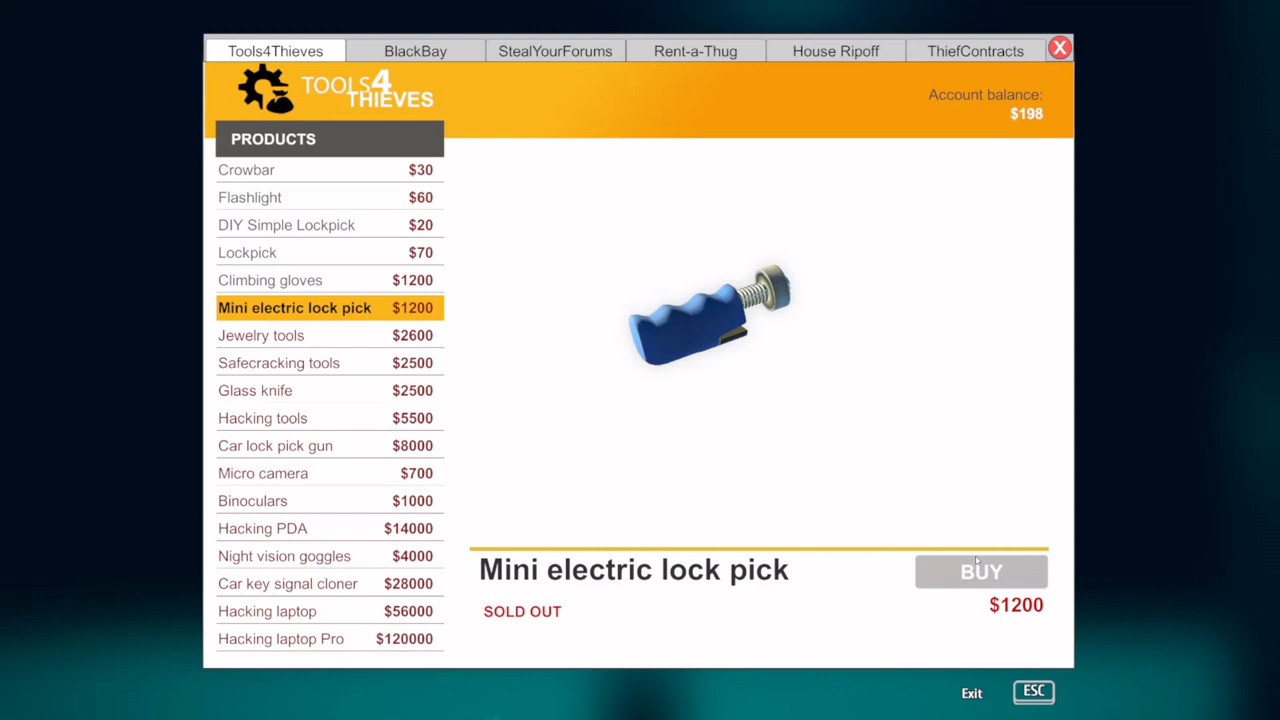 Tools4Thieves BlackBay StealYourForums Rent-a-Thug House Ripoff ThiefContracts X
TOOLS4
THIEVES
Account balance:
$198
PRODUCTS
Crowbar $30
Flashlight $60
DIY Simple Lockpick $20
Lockpick $70
Climbing gloves $1200
Mini electric lock pick $1200
Jewelry tools $2600
Safecracking tools $2500
Glass knife $2500
Hacking tools $5500
Car lock pick gun $8000
Micro camera $700
Binoculars $1000
Hacking PDA $14000
Night vision goggles $4000
Car key signal cloner $28000
Hacking laptop $56000
Hacking laptop Pro $120000
Mini electric lock pick BUY
SOLD OUT $1200
Exit ESC